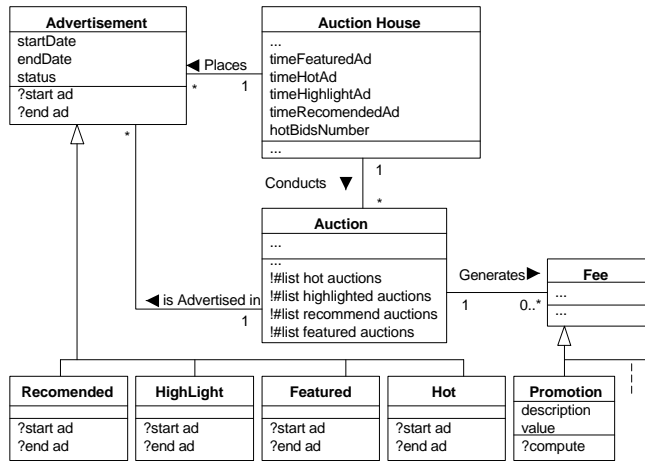 Advertisement
startDate
endDate
status
?start ad
?end ad
Places
*
1
Auction House
...
timeFeaturedAd
timeHotAd
timeHighlightAd
timeRecomendedAd
hotBidsNumber
...
*
1
Conducts
*
Auction
...
...
!#list hot auctions
!#list highlighted auctions
!#list recommend auctions
!#list featured auctions
is Advertised in
1
Generates
1
0..*
Fee
...
...
Recomended
?start ad
?end ad
HighLight
?start ad
?end ad
Featured
?start ad
?end ad
Hot
?start ad
?end ad
Promotion
description
value
?compute